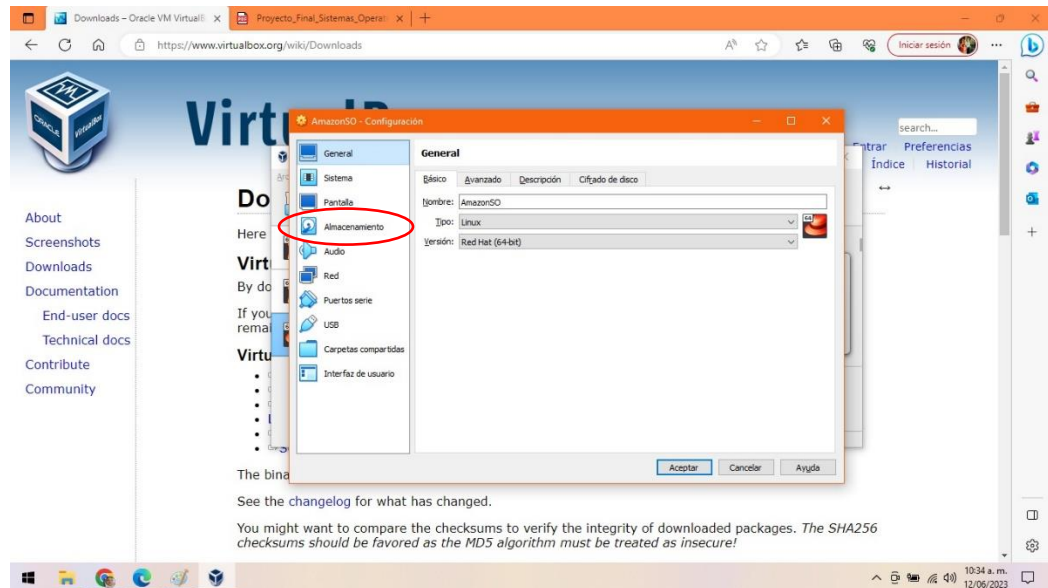 Downloads – Oracle VM VirtualB
Proyecto_Final_Sistemas_Operat
https://www.virtualbox.org/wiki/Downloads
Iniciar sesión
ORACLE
VirtualBox
search...
Entrar Preferencias
Índice Historial
About
Screenshots
Downloads
Documentation
End-user docs
Technical docs
Contribute
Community
Do
Here
Virt
By do
If you
remai
Virtu
The bina
See the changelog for what has changed.
You might want to compare the checksums to verify the integrity of downloaded packages. The SHA256
checksums should be favored as the MD5 algorithm must be treated as insecure!
AmazonSO - Configuración
General
Sistema
Pantalla
Almacenamiento
Audio
Red
Puertos serie
USB
Carpetas compartidas
Interfaz de usuario
General
Básico Avanzado Descripción Cifrado de disco
Nombre: AmazonSO
Tipo: Linux
Versión: Red Hat (64-bit)
64
Aceptar Cancelar Ayuda
10:34 a. m.
12/06/2023